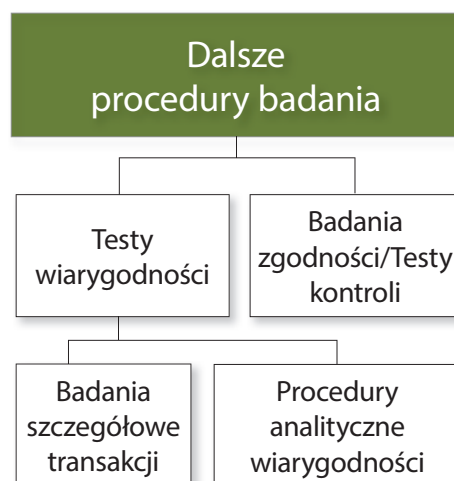 Dalsze
procedury badania
Testy
wiarygodności
Badania
zgodności/Testy
kontroli
Badania
szczegółowe
transakcji
Procedury
analityczne
wiarygodności